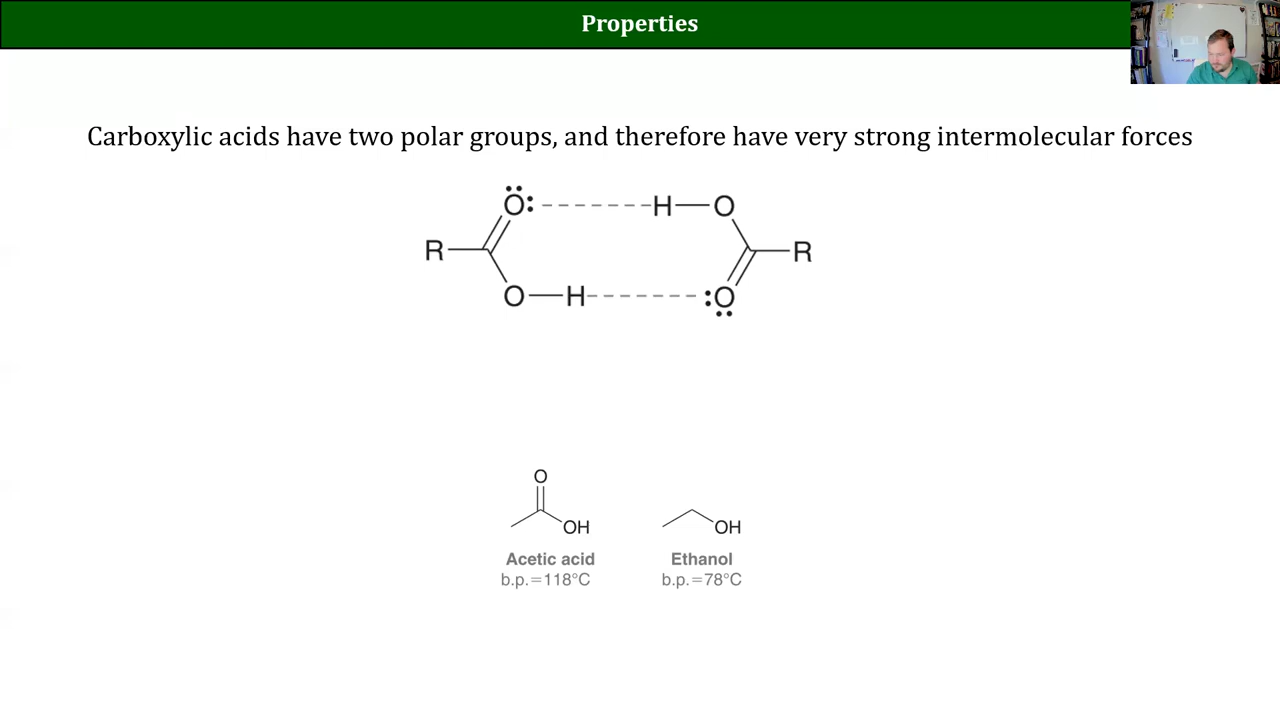 Properties
Carboxylic acids have two polar groups, and therefore have very strong intermolecular forces
O H O
R R
O H O
O
OH OH
Acetic acid Ethanol
b.p.=118°C b.p.=78°C